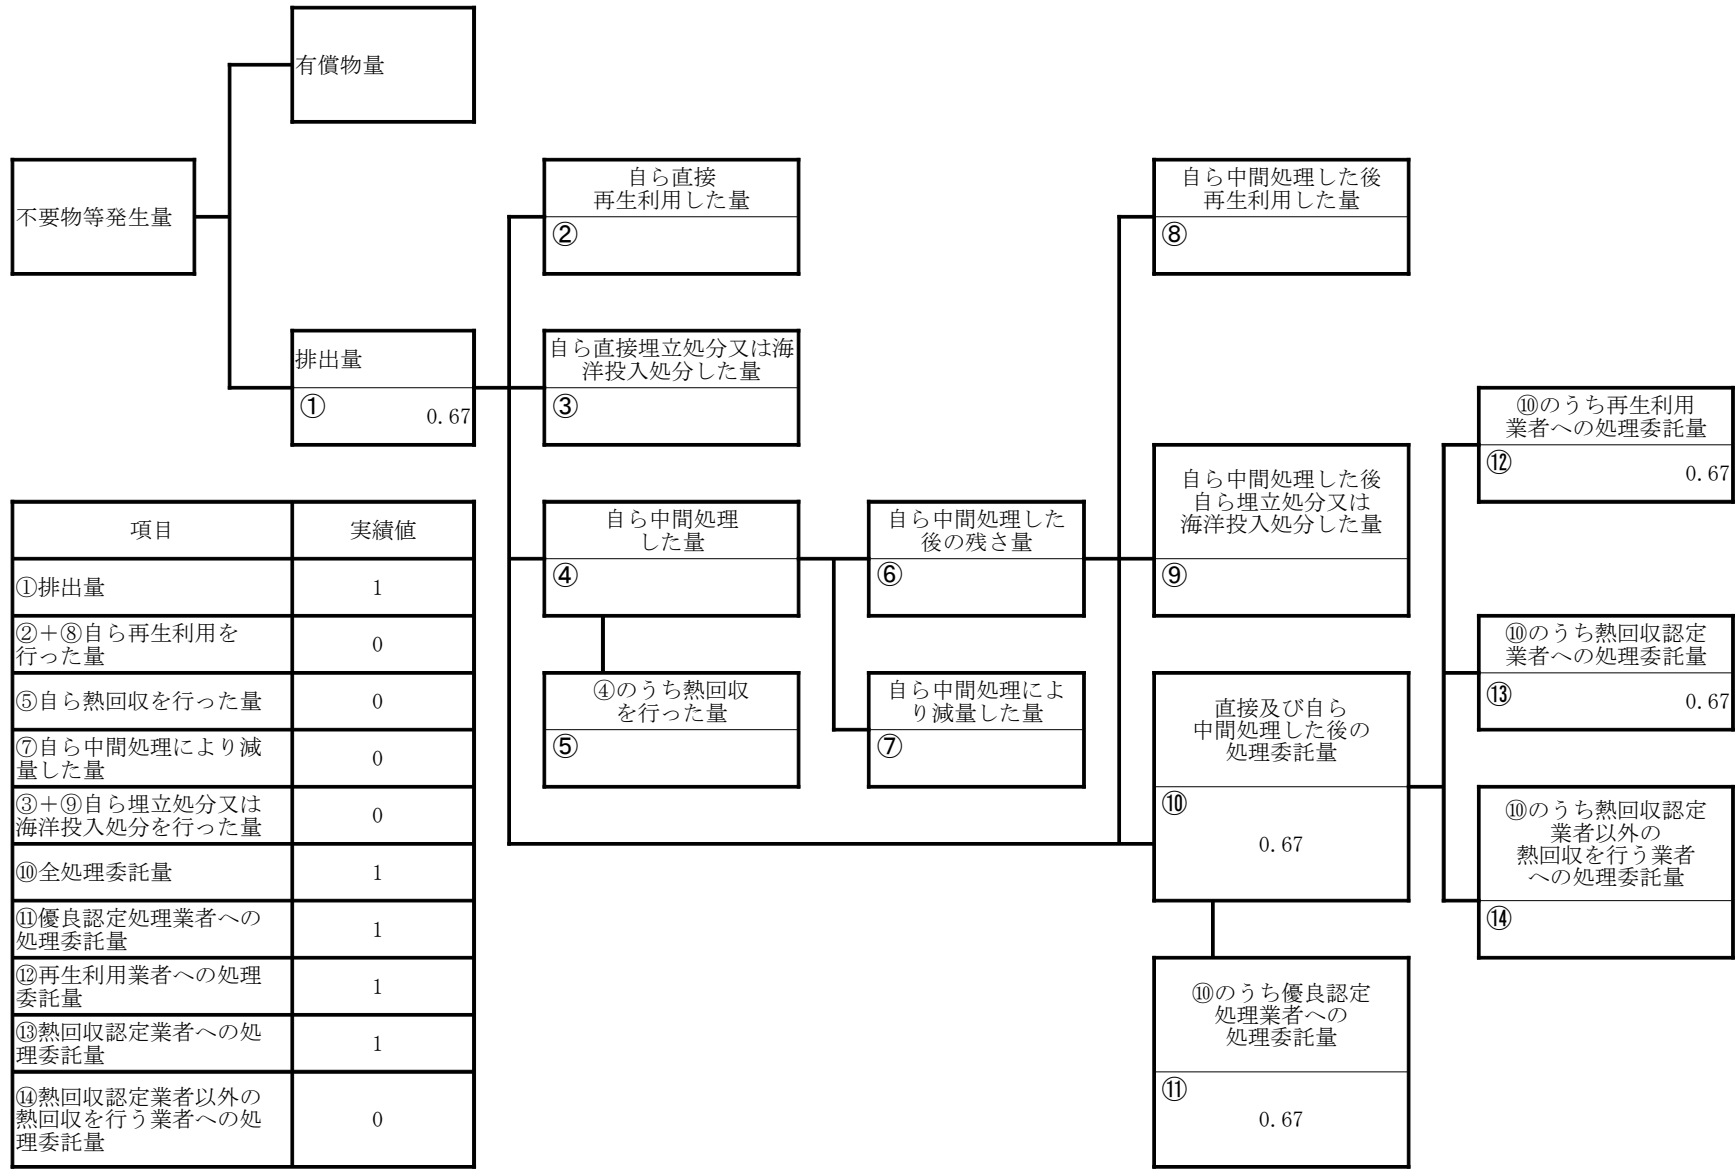 有償物量
不要物等発生量
排出量
①
0.67
自ら直接
再生利用した量
②
自ら直接埋立処分又は海
洋投入処分した量
③
自ら中間処理
した量
④
④のうち熱回収
を行った量
⑤
自ら中間処理した
後の残さ量
⑥
自ら中間処理によ
り減量した量
⑦
自ら中間処理した後
再生利用した量
⑧
自ら中間処理した後
自ら埋立処分又は
海洋投入処分した量
⑨
直接及び自ら
中間処理した後の
処理委託量
⑩
0.67
⑩のうち優良認定
処理業者への
処理委託量
⑪
0.67
⑩のうち再生利用
業者への処理委託量
⑫
0.67
⑩のうち熱回収認定
業者への処理委託量
⑬
0.67
⑩のうち熱回収認定
業者以外の
熱回収を行う業者
への処理委託量
⑭
項目 実績値
①排出量 1
②＋⑧自ら再生利用を
行った量 0
⑤自ら熱回収を行った量 0
⑦自ら中間処理により減
量した量 0
③＋⑨自ら埋立処分又は
海洋投入処分を行った量 0
⑩全処理委託量 1
⑪優良認定処理業者への
処理委託量 1
⑫再生利用業者への処理
委託量 1
⑬熱回収認定業者への処
理委託量 1
⑭熱回収認定業者以外の
熱回収を行う業者への処 0
理委託量